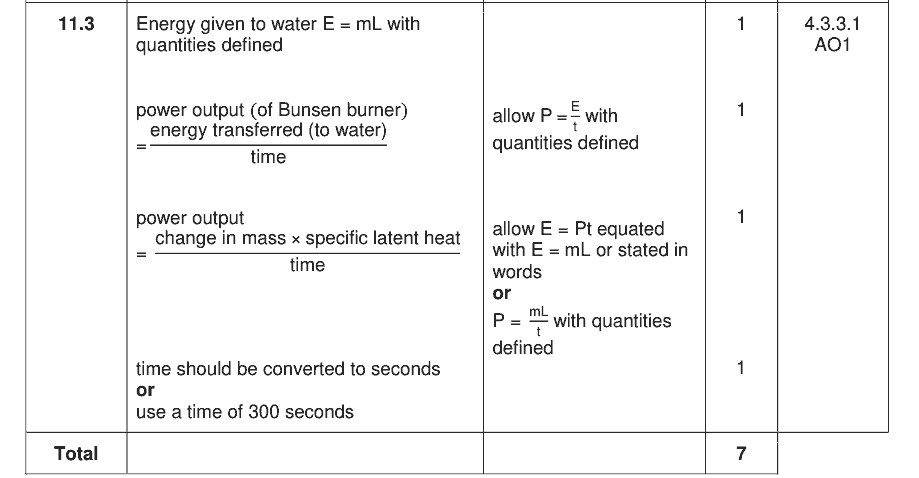 11.3 Energy given to water E = mL with 1 4.3.3.1
quantities defined AO1
power output (of Bunsen burner) 1
= energy transferred (to water)
time
allow P = E/t with
quantities defined
power output 1
= change in mass × specific latent heat
time
allow E = Pt equated
with E = mL or stated in
words
or
P = mL/t with quantities
defined
time should be converted to seconds 1
or
use a time of 300 seconds
Total 7